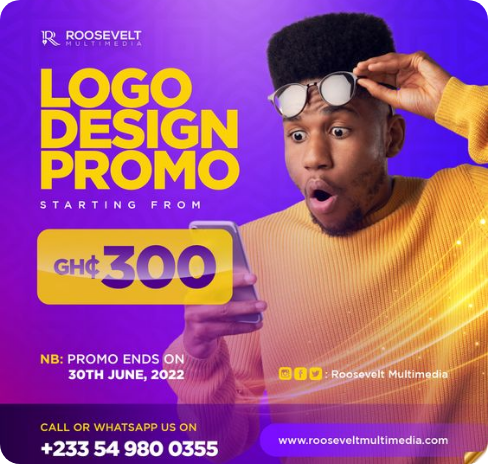 ROOSEVELT
MULTIMEDIA
LOGO
DESIGN
PROMO
STARTING FROM
GH₵300
NB: PROMO ENDS ON
30TH JUNE, 2022
: Roosevelt Multimedia
CALL OR WHATSAPP US ON
+233 54 980 0355
www.rooseveltmultimedia.com